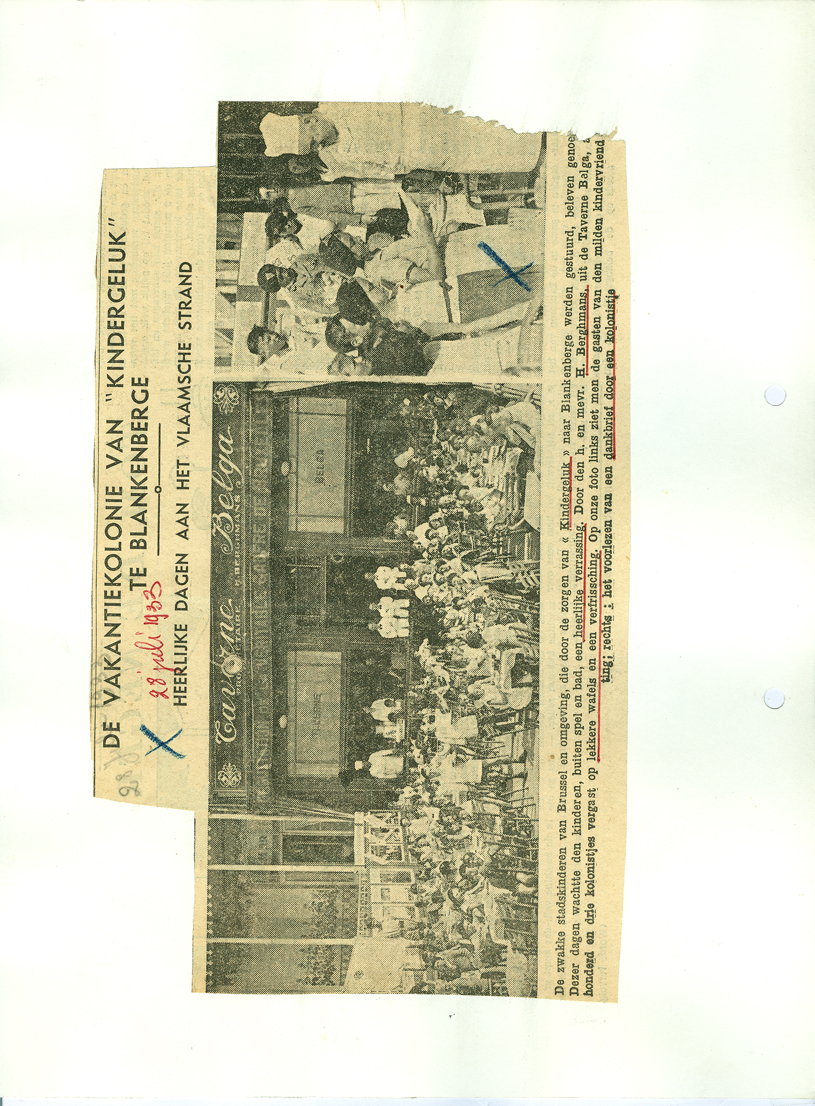 DE VAKANTIEKOLONIE VAN "KINDERGELUK"
TE BLANKENBERGE
28 juli 1933
HEERLIJKE DAGEN AAN HET VLAAMSCHE STRAND
28
Taverne Belga
BELGA
De zwakke stadskinderen van Brussel en omgeving, die door de zorgen van « Kindergeluk » naar Blankenberge werden gestuurd, beleven genoe
Dezer dagen wachtte den kinderen, buiten spel en bad, een heerlijke verrassing. Door den h. en mevr. H. Berghmans, uit de Taverne Belga,
honderd en drie kolonistjes vergast op lekkere wafels en een verfrissching. Op onze foto links ziet men de gasten van den milden kindervriend
ting; rechts : het voorlezen van een dankbrief door een kolonistje